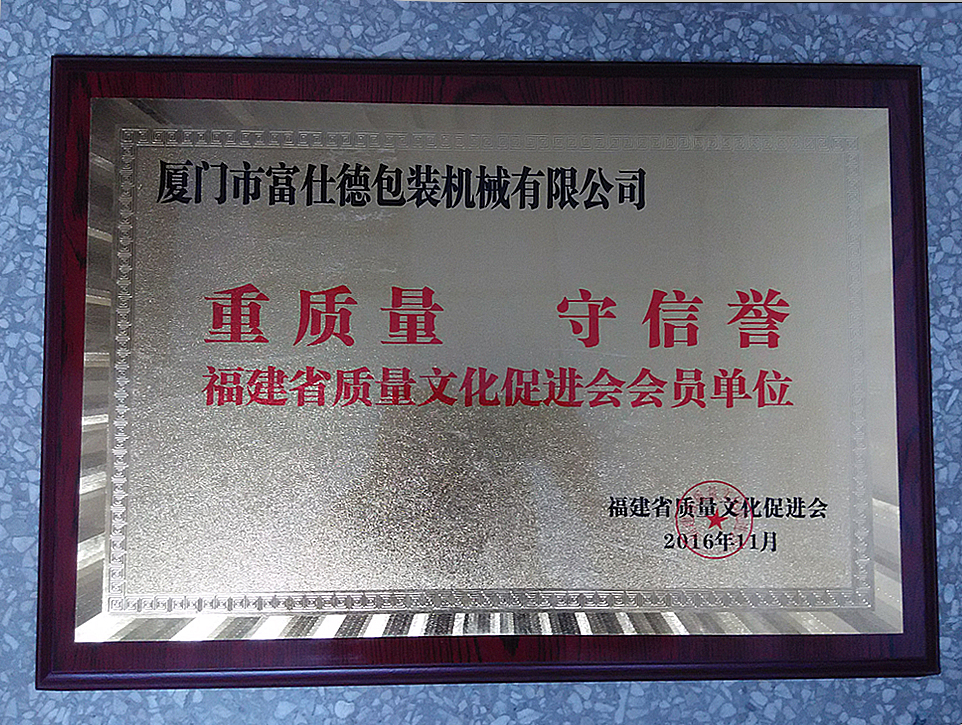 厦门市富仕德包装机械有限公司
重质量 守信誉
福建省质量文化促进会会员单位
福建省质量文化促进会
2016年11月